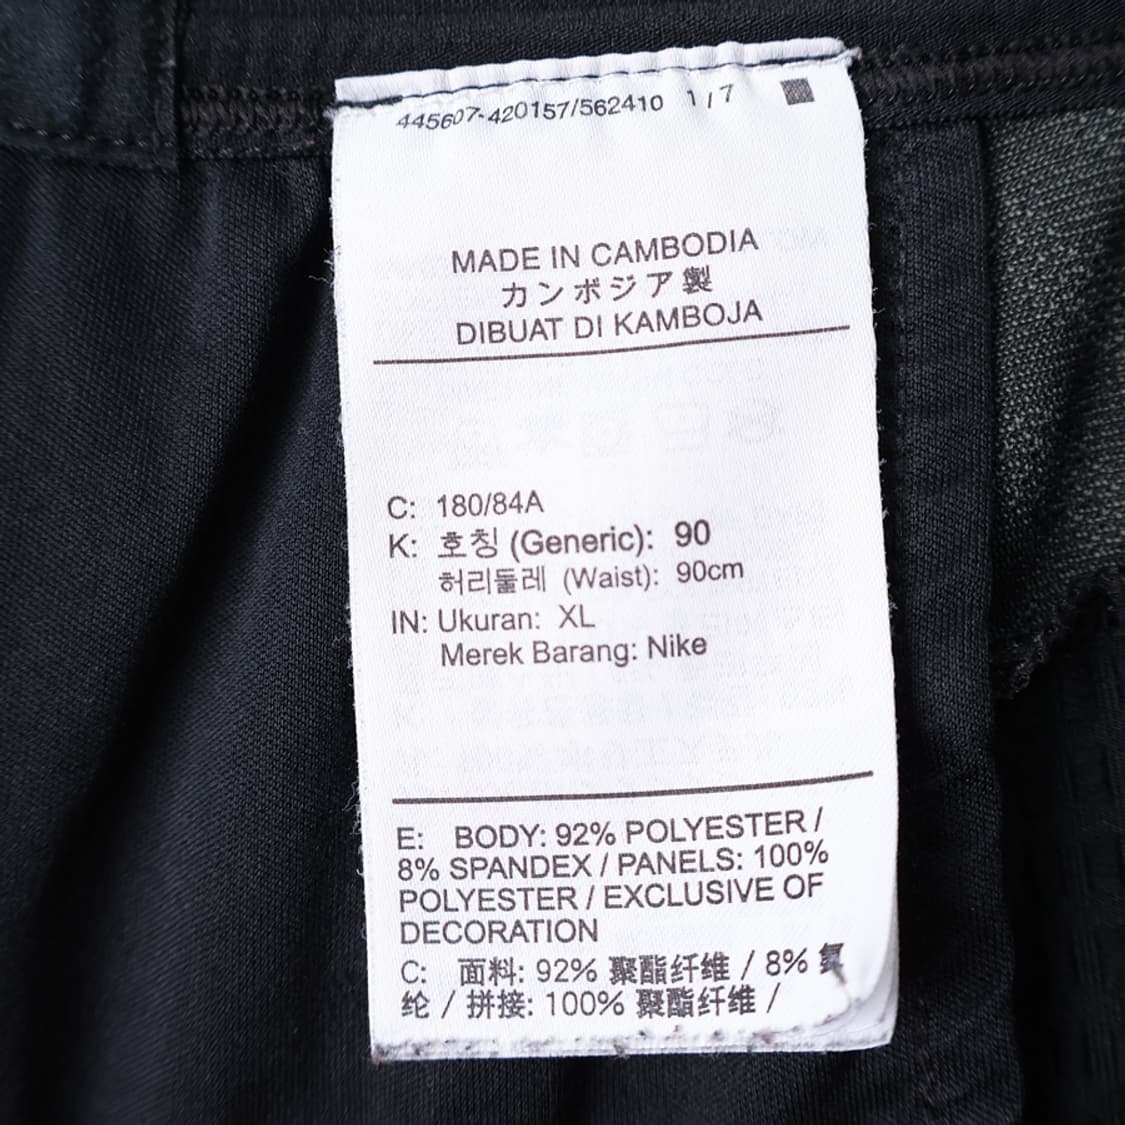 445607-420157/562410 1 / 7
MADE IN CAMBODIA
カンボジア製
DIBUAT DI KAMBOJA
C: 180/84A
K: 호칭 (Generic): 90
허리둘레 (Waist): 90cm
IN: Ukuran: XL
Merek Barang: Nike
E: BODY: 92% POLYESTER /
8% SPANDEX / PANELS: 100%
POLYESTER / EXCLUSIVE OF
DECORATION
C: 面料: 92% 聚酯纤维 / 8% 氨
纶 / 拼接: 100% 聚酯纤维 /